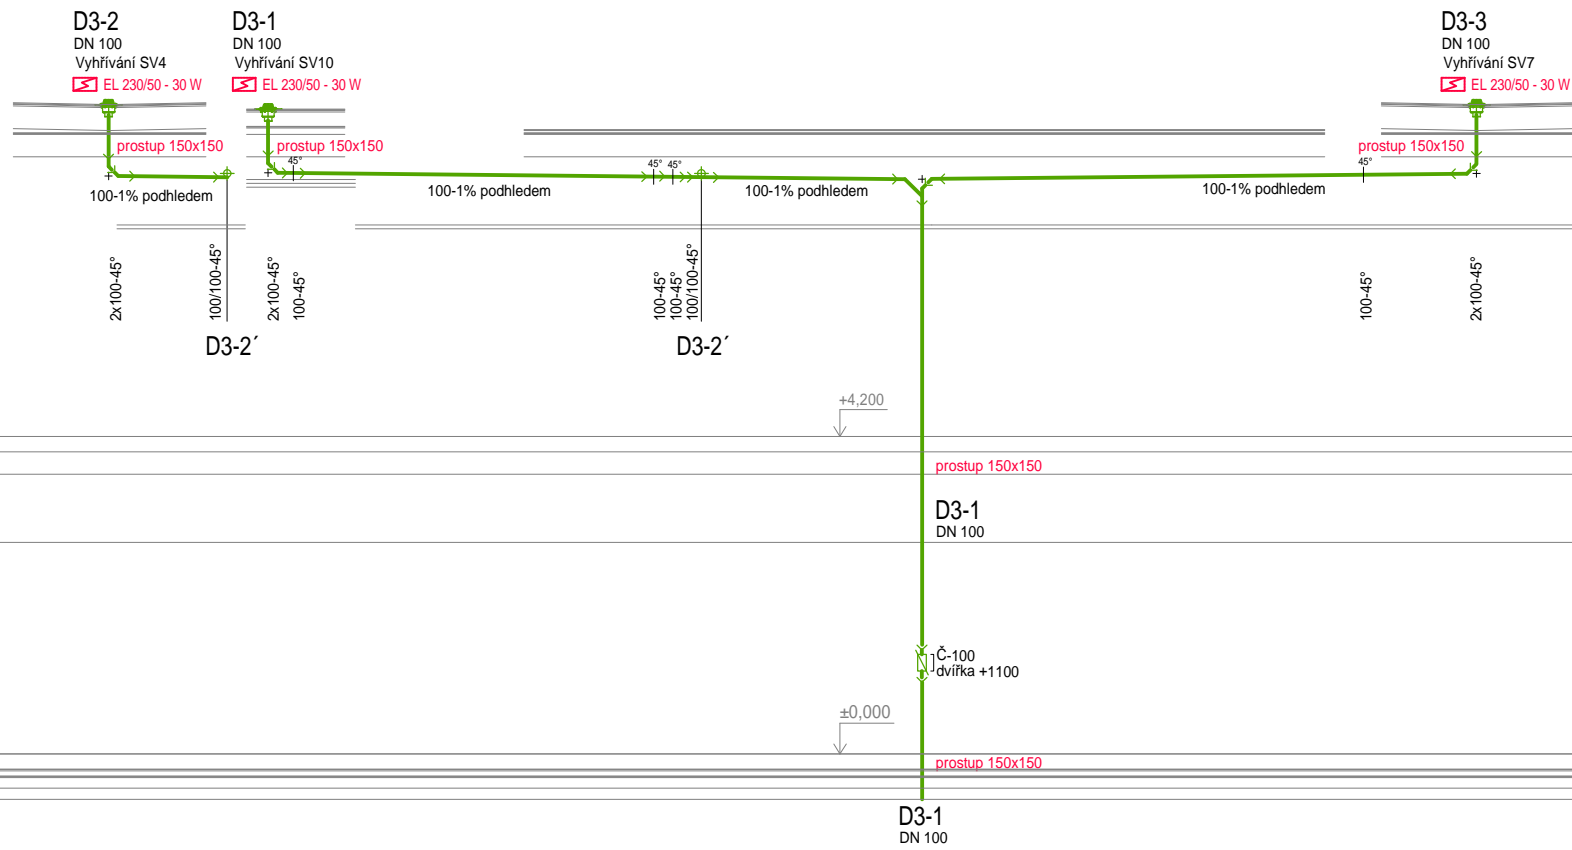 D3-2
DN 100
Vyhřívání SV4
EL 230/50 - 30 W
D3-1
DN 100
Vyhřívání SV10
EL 230/50 - 30 W
D3-3
DN 100
Vyhřívání SV7
EL 230/50 - 30 W
prostup 150x150
prostup 150x150
prostup 150x150
45°
45°
45°
45°
100-1% podhledem
100-1% podhledem
100-1% podhledem
100-1% podhledem
2x100-45°
100/100-45°
2x100-45°
100-45°
100-45°
100-45°
100/100-45°
100-45°
2x100-45°
D3-2´
D3-2´
+4,200
prostup 150x150
D3-1
DN 100
Č-100
dvířka +1100
±0,000
prostup 150x150
D3-1
DN 100